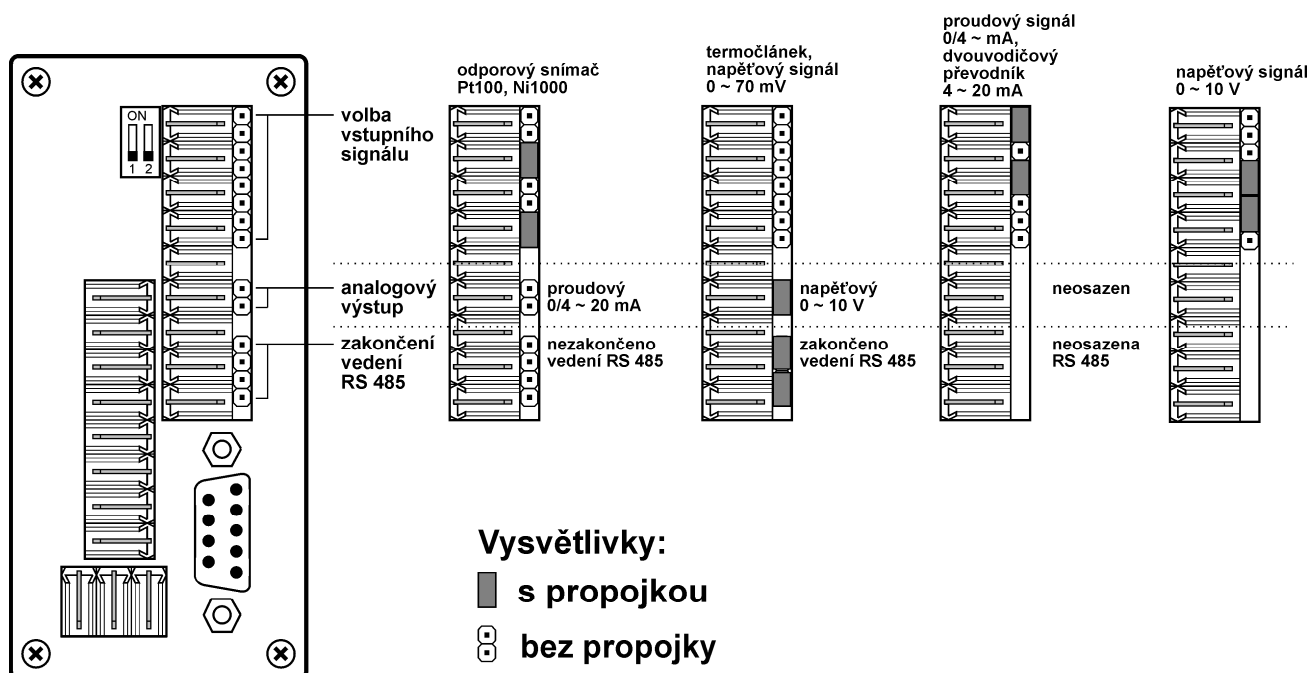 ON
1 2
volba
vstupního
signálu
analogový
výstup
zakončení
vedení
RS 485
odporový snímač
Pt100, Ni1000
proudový
0/4 ~ 20 mA
nezakončeno
vedení RS 485
termočlánek,
napěťový signál
0 ~ 70 mV
napěťový
0 ~ 10 V
zakončeno
vedení RS 485
proudový signál
0/4 ~ mA,
dvouvodičový
převodník
4 ~ 20 mA
neosazen
neosazena
RS 485
napěťový signál
0 ~ 10 V
Vysvětlivky:
s propojkou
bez propojky